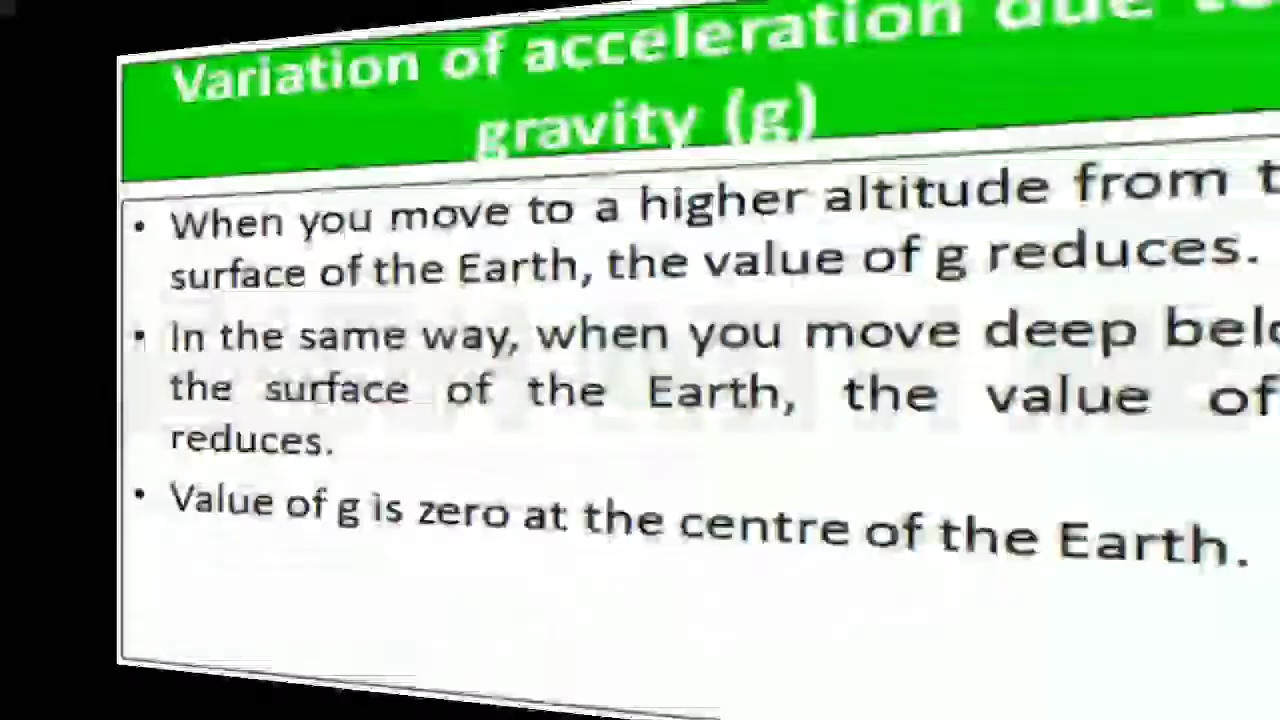 Variation of acceleration due to
gravity (g)
• When you move to a higher altitude from
surface of the Earth, the value of g reduces.
• In the same way, when you move deep
the surface of the Earth, the value of
reduces.
• Value of g is zero at the centre of the Earth.